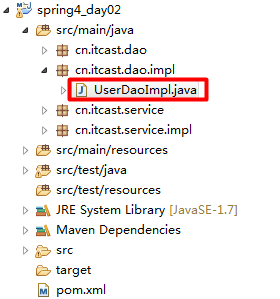 spring4_day02
src/main/java
cn.itcast.dao
cn.itcast.dao.impl
UserDaoImpl.java
cn.itcast.service
cn.itcast.service.impl
src/main/resources
src/test/java
src/test/resources
JRE System Library [JavaSE-1.7]
Maven Dependencies
src
target
pom.xml